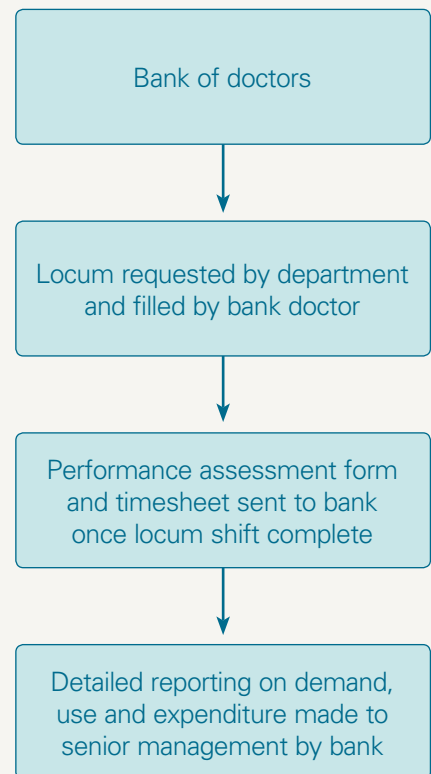 Bank of doctors
Locum requested by department
and filled by bank doctor
Performance assessment form
and timesheet sent to bank
once locum shift complete
Detailed reporting on demand,
use and expenditure made to
senior management by bank